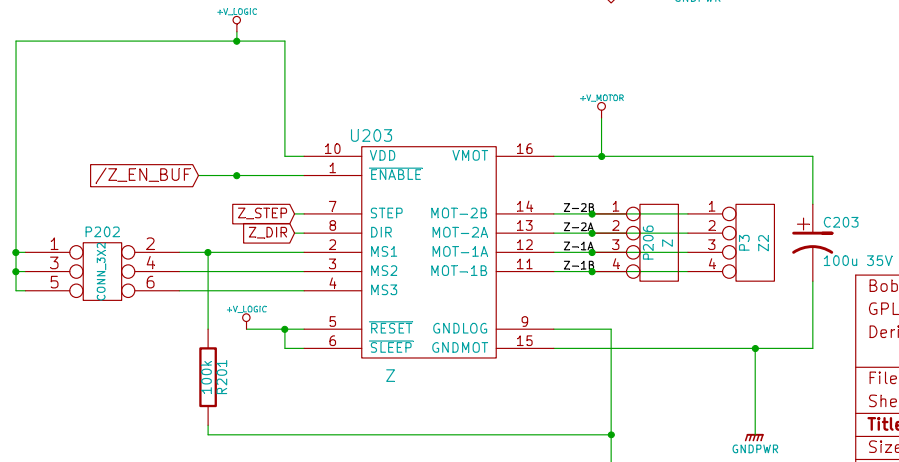 GNDPWR
+V_LOGIC
+V_MOTOR
U203
10 VDD VMOT 16
/Z_EN_BUF 1 ENABLE
Z_STEP 7 STEP MOT-2B 14 Z-2B 1 1
Z_DIR 8 DIR MOT-2A 13 Z-2A 2 2
P202
1 2 2 MS1 MOT-1A 12 Z-1A 3 3
3 4 3 MS2 MOT-1B 11 Z-1B 4 4
5 6 4 MS3
CONN_3X2
P206
Z
P3
Z2
+ C203
100u 35V
+V_LOGIC
5 RESET GNDLOG 9
6 SLEEP GNDMOT 15
Z
100k
R201
GNDPWR
Bob
GPL
Deri
File
She
Title
Size